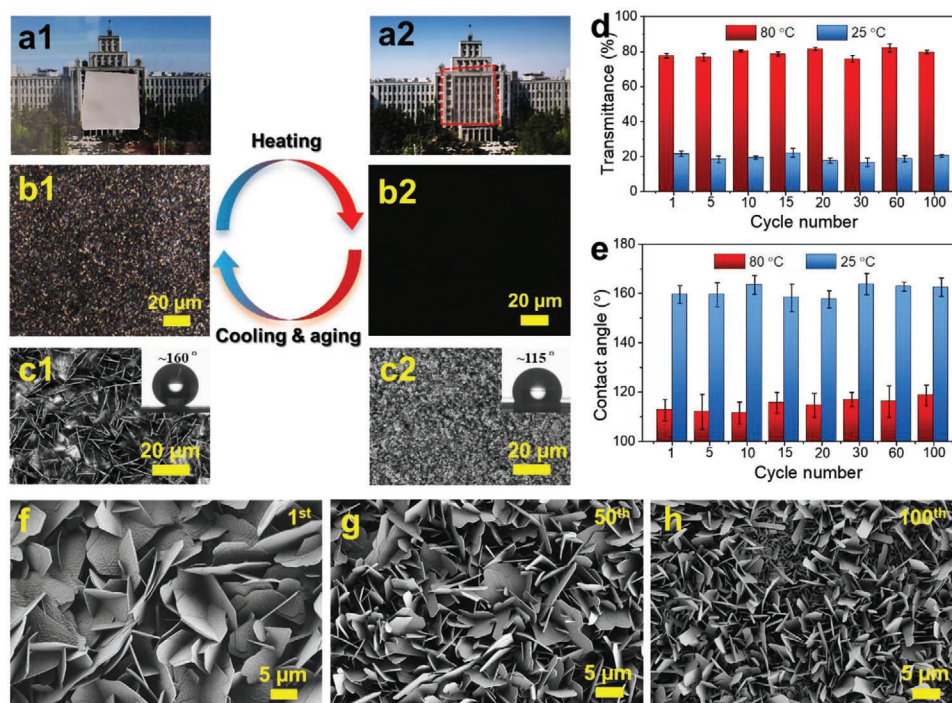 a1
a2
Heating
b1
20 µm
b2
20 µm
Cooling & aging
c1
~160°
20 µm
c2
~115°
20 µm
d
80 °C
25 °C
Transmittance (%)
100
80
60
40
20
0
1 5 10 15 20 30 60 100
Cycle number
e
80 °C
25 °C
Contact angle (°)
180
160
140
120
100
1 5 10 15 20 30 60 100
Cycle number
f
1st
5 µm
g
50th
5 µm
h
100th
5 µm